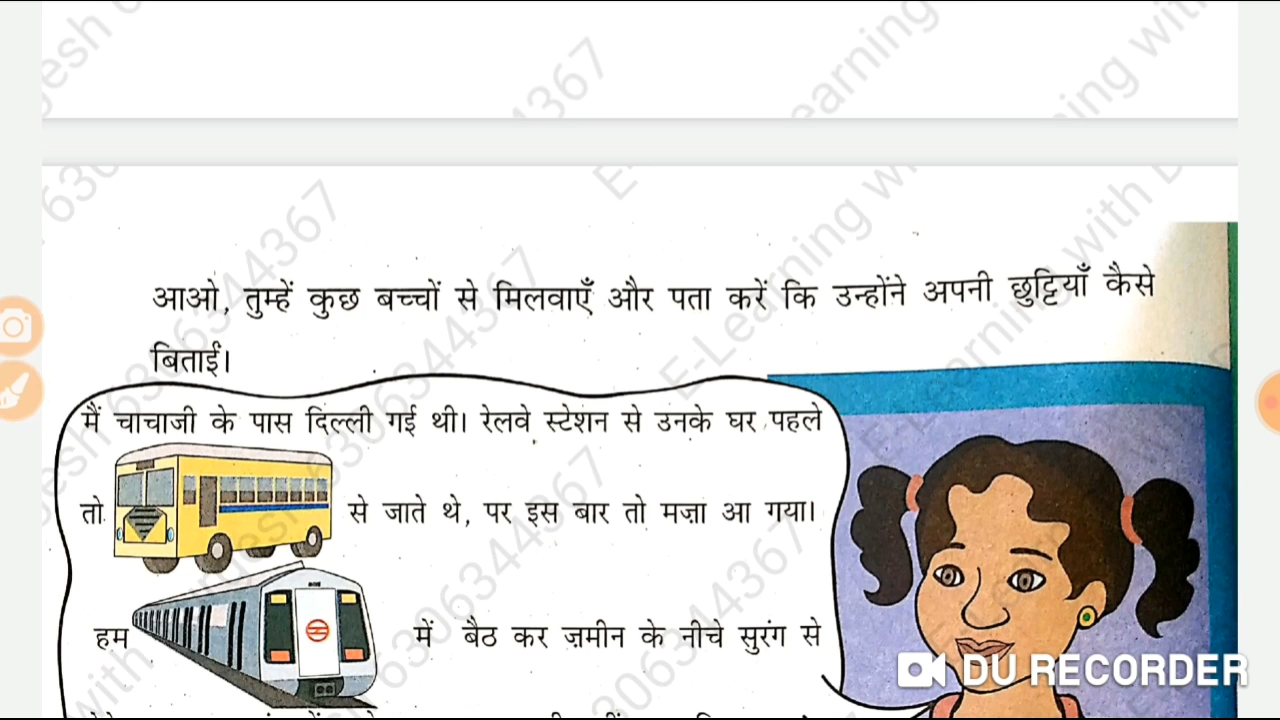 आओ, तुम्हें कुछ बच्चों से मिलवाएँ और पता करें कि उन्होंने अपनी छुट्टियाँ कैसे
बिताईं।
मैं चाचाजी के पास दिल्ली गई थी। रेलवे स्टेशन से उनके घर पहले
तो से जाते थे, पर इस बार तो मज़ा आ गया।
हम में बैठ कर ज़मीन के नीचे सुरंग से
DU RECORDER